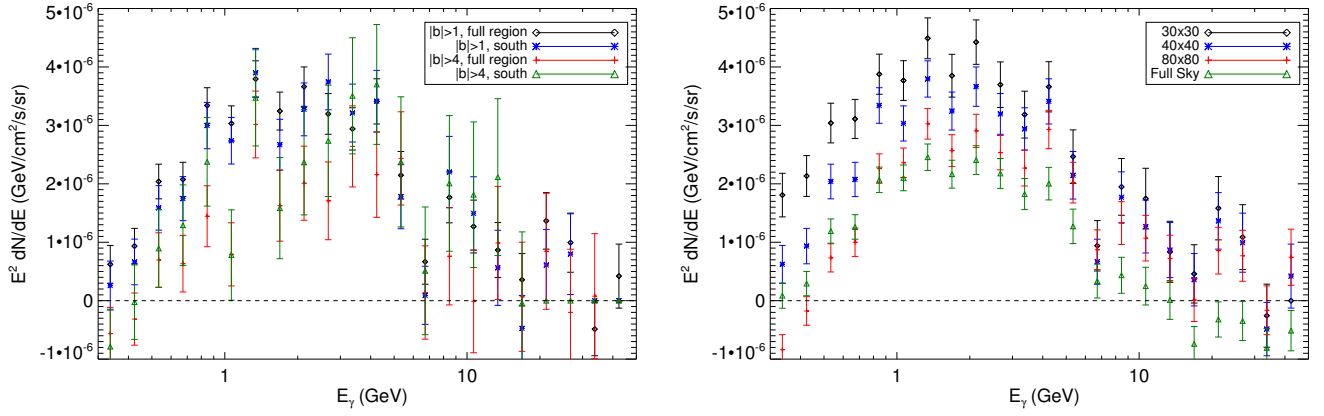 5•10⁻⁶
4•10⁻⁶
3•10⁻⁶
2•10⁻⁶
1•10⁻⁶
0
-1•10⁻⁶
E² dN/dE (GeV/cm²/s/sr)
|b|>1, full region
|b|>1, south
|b|>4, full region
|b|>4, south
1
10
Eᵧ (GeV)
5•10⁻⁶
4•10⁻⁶
3•10⁻⁶
2•10⁻⁶
1•10⁻⁶
0
-1•10⁻⁶
E² dN/dE (GeV/cm²/s/sr)
30x30
40x40
80x80
Full Sky
1
10
Eᵧ (GeV)